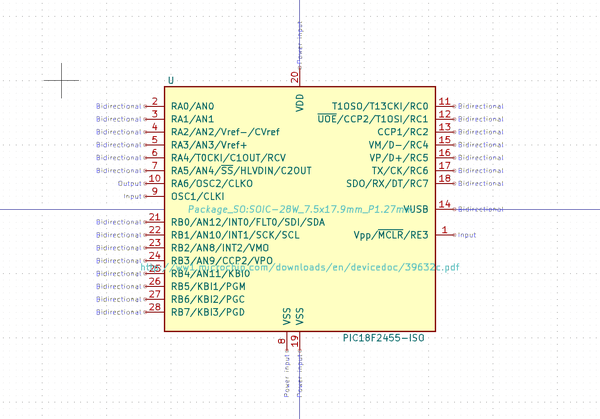 Power input
20
U
VDD
Bidirectional 2 RA0/AN0 T1OSO/T13CKI/RC0 11 Bidirectional
Bidirectional 3 RA1/AN1 UOE/CCP2/T1OSI/RC1 12 Bidirectional
Bidirectional 4 RA2/AN2/Vref-/CVref CCP1/RC2 13 Bidirectional
Bidirectional 5 RA3/AN3/Vref+ VM/D-/RC4 15 Bidirectional
Bidirectional 6 RA4/T0CKI/C1OUT/RCV VP/D+/RC5 16 Bidirectional
Bidirectional 7 RA5/AN4/SS/HLVDIN/C2OUT TX/CK/RC6 17 Bidirectional
Output 10 RA6/OSC2/CLKO SDO/RX/DT/RC7 18 Bidirectional
Input 9 OSC1/CLKI
Package_SO:SOIC-28W_7.5x17.9mm_P1.27mm VUSB 14 Bidirectional
Bidirectional 21 RB0/AN12/INT0/FLT0/SDI/SDA
Bidirectional 22 RB1/AN10/INT1/SCK/SCL Vpp/MCLR/RE3 1 Input
Bidirectional 23 RB2/AN8/INT2/VMO
Bidirectional 24 RB3/AN9/CCP2/VPO
http://ww1.microchip.com/downloads/en/devicedoc/39632c.pdf
Bidirectional 25 RB4/AN11/KBI0
Bidirectional 26 RB5/KBI1/PGM
Bidirectional 27 RB6/KBI2/PGC
Bidirectional 28 RB7/KBI3/PGD
VSS VSS
8 19
PIC18F2455-ISO
Power input Power input